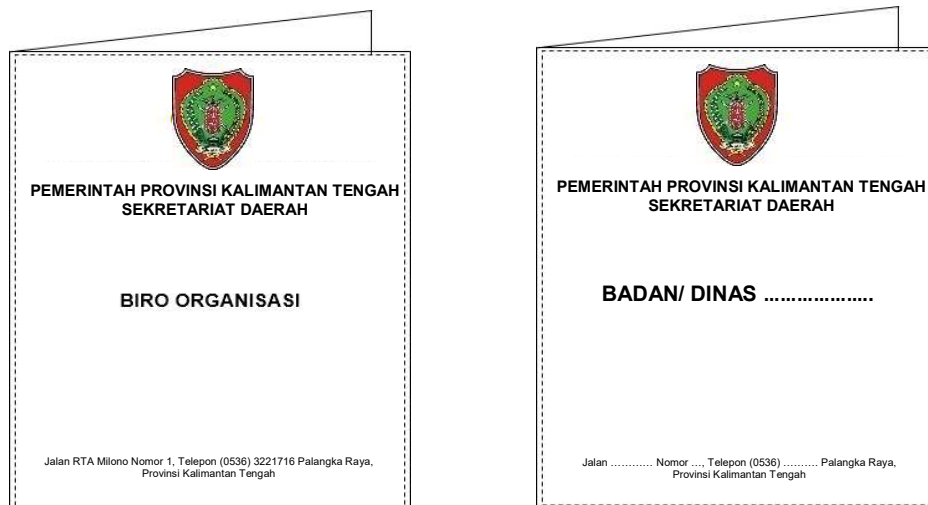 PEMERINTAH PROVINSI KALIMANTAN TENGAH
SEKRETARIAT DAERAH
BIRO ORGANISASI
Jalan RTA Milono Nomor 1, Telepon (0536) 3221716 Palangka Raya,
Provinsi Kalimantan Tengah
PEMERINTAH PROVINSI KALIMANTAN TENGAH
SEKRETARIAT DAERAH
BADAN/ DINAS ...................
Jalan ………... Nomor …, Telepon (0536) ………. Palangka Raya,
Provinsi Kalimantan Tengah